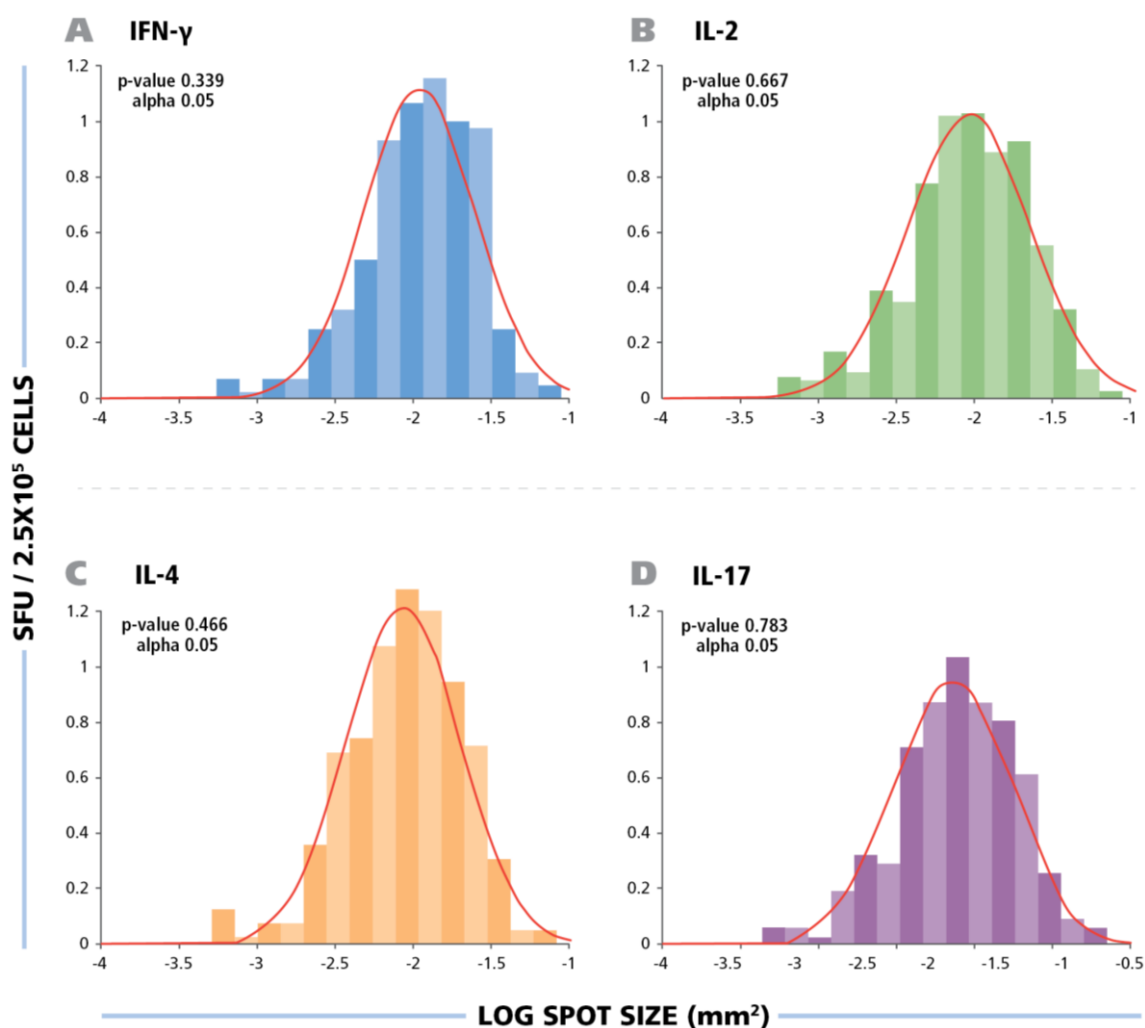 A IFN-γ
p-value 0.339
alpha 0.05
1.2
1
0.8
0.6
0.4
0.2
0
-4 -3.5 -3 -2.5 -2 -1.5 -1
B IL-2
p-value 0.667
alpha 0.05
1.2
1
0.8
0.6
0.4
0.2
0
-4 -3.5 -3 -2.5 -2 -1.5 -1
C IL-4
p-value 0.466
alpha 0.05
1.2
1
0.8
0.6
0.4
0.2
0
-4 -3.5 -3 -2.5 -2 -1.5 -1
D IL-17
p-value 0.783
alpha 0.05
1.2
1
0.8
0.6
0.4
0.2
0
-4 -3.5 -3 -2.5 -2 -1.5 -1 -0.5
SFU / 2.5X10⁵ CELLS
LOG SPOT SIZE (mm²)